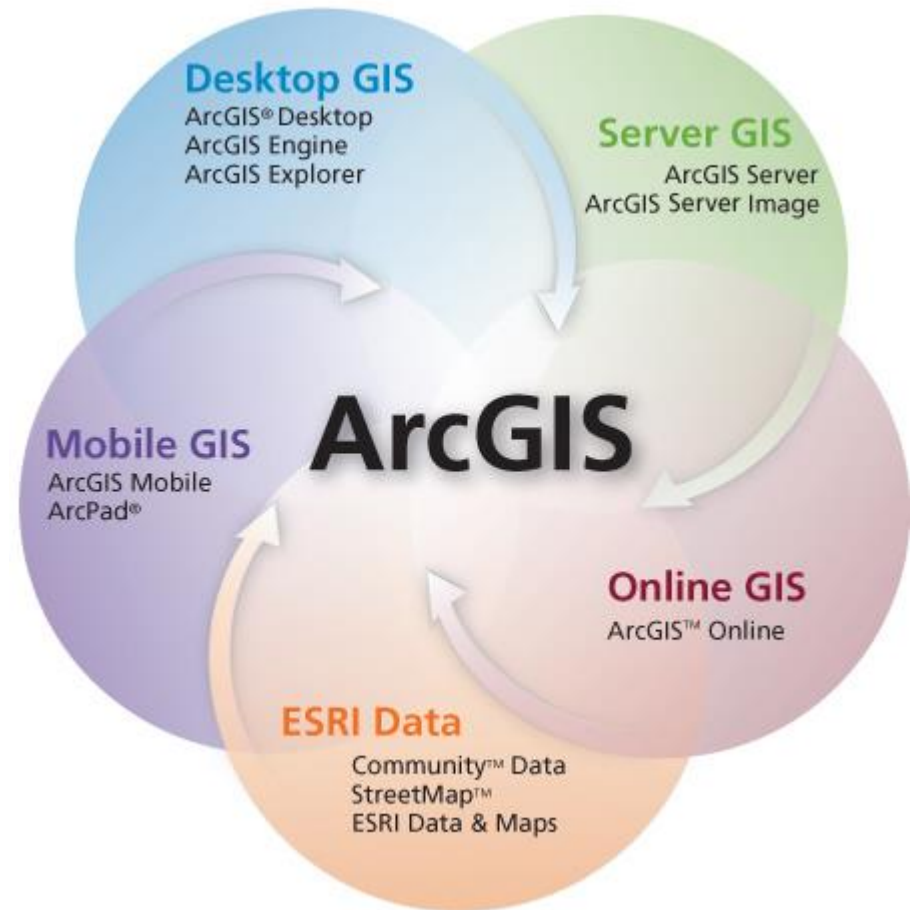 Desktop GIS
ArcGIS® Desktop
ArcGIS Engine
ArcGIS Explorer
Server GIS
ArcGIS Server
ArcGIS Server Image
ArcGIS
Mobile GIS
ArcGIS Mobile
ArcPad®
Online GIS
ArcGIS™ Online
ESRI Data
Community™ Data
StreetMap™
ESRI Data & Maps